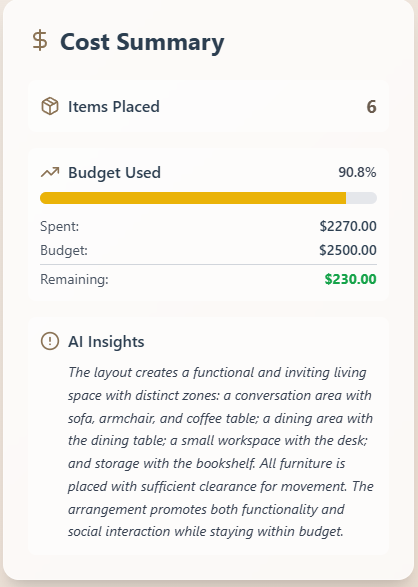 $ Cost Summary
Items Placed 6
Budget Used 90.8%
Spent: $2270.00
Budget: $2500.00
Remaining: $230.00
AI Insights
The layout creates a functional and inviting living
space with distinct zones: a conversation area with
sofa, armchair, and coffee table; a dining area with
the dining table; a small workspace with the desk;
and storage with the bookshelf. All furniture is
placed with sufficient clearance for movement. The
arrangement promotes both functionality and
social interaction while staying within budget.